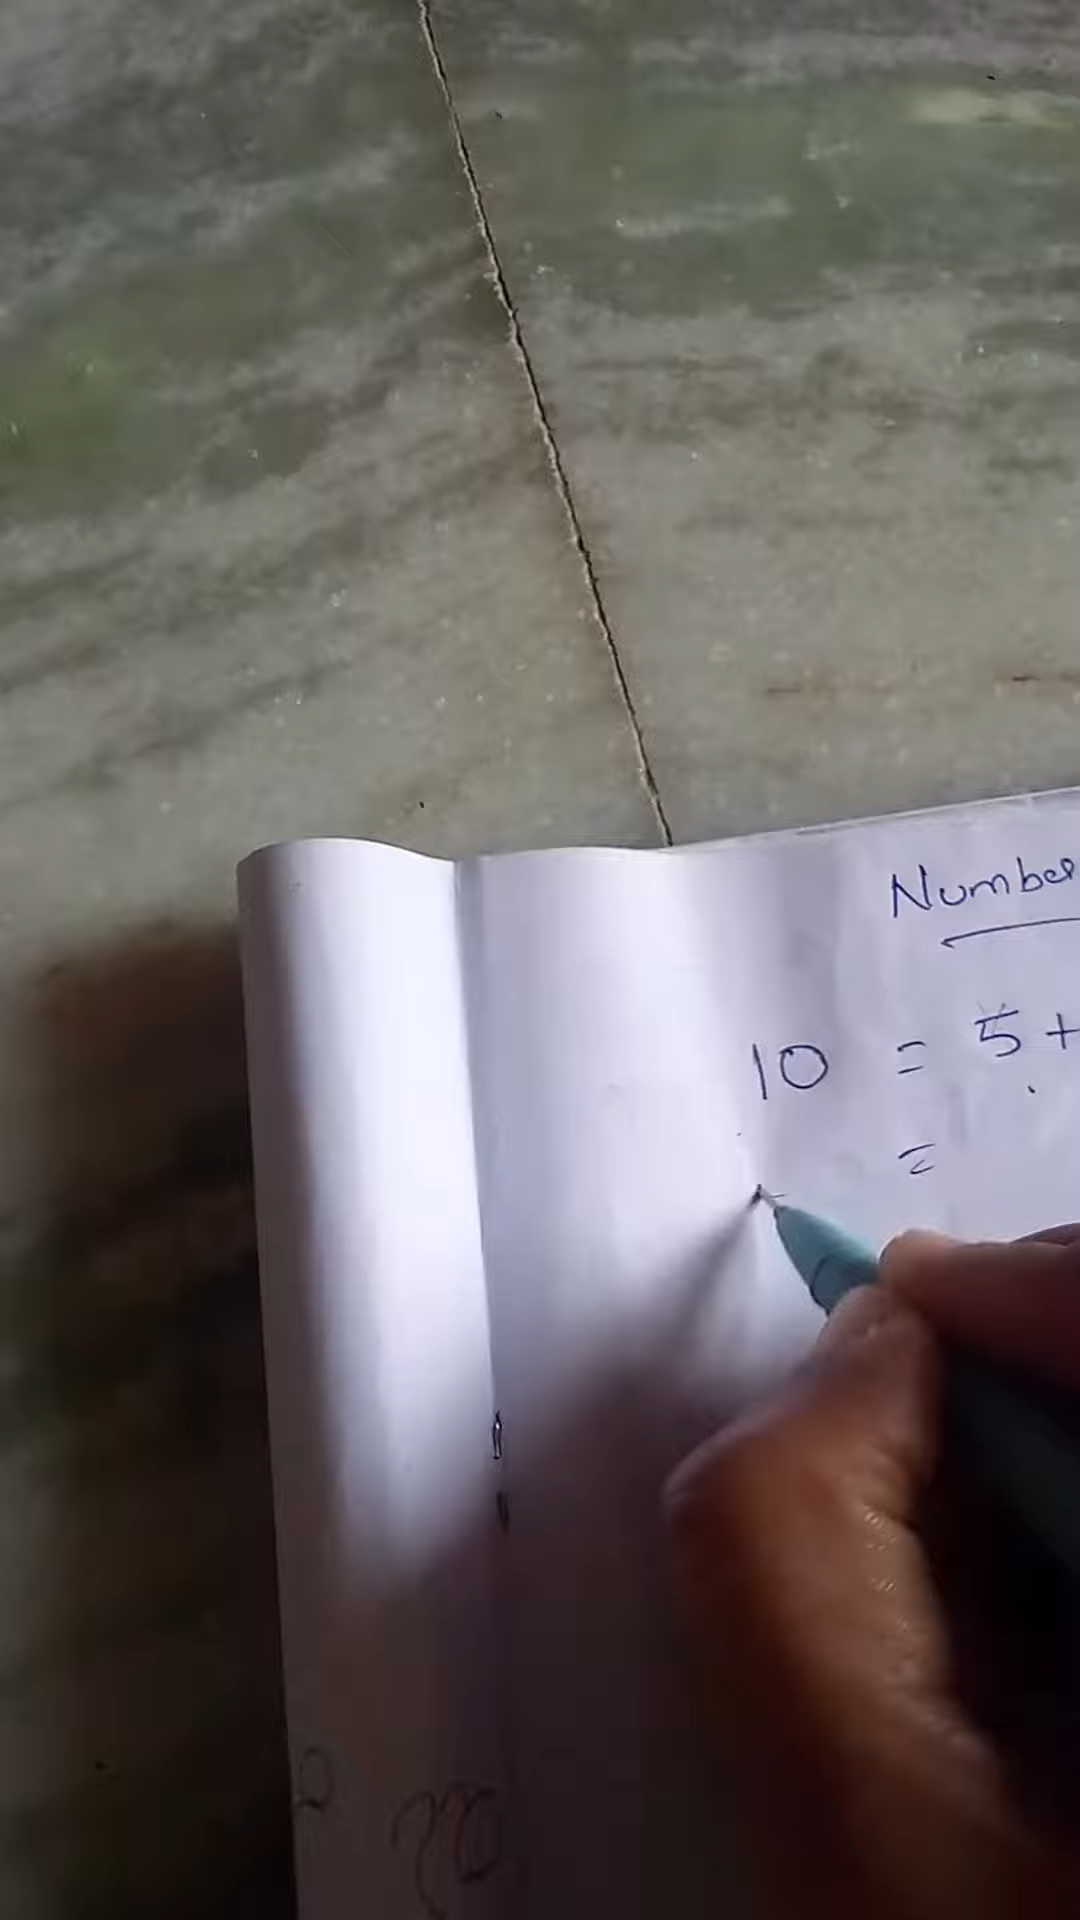 Number
10 = 5 +
=